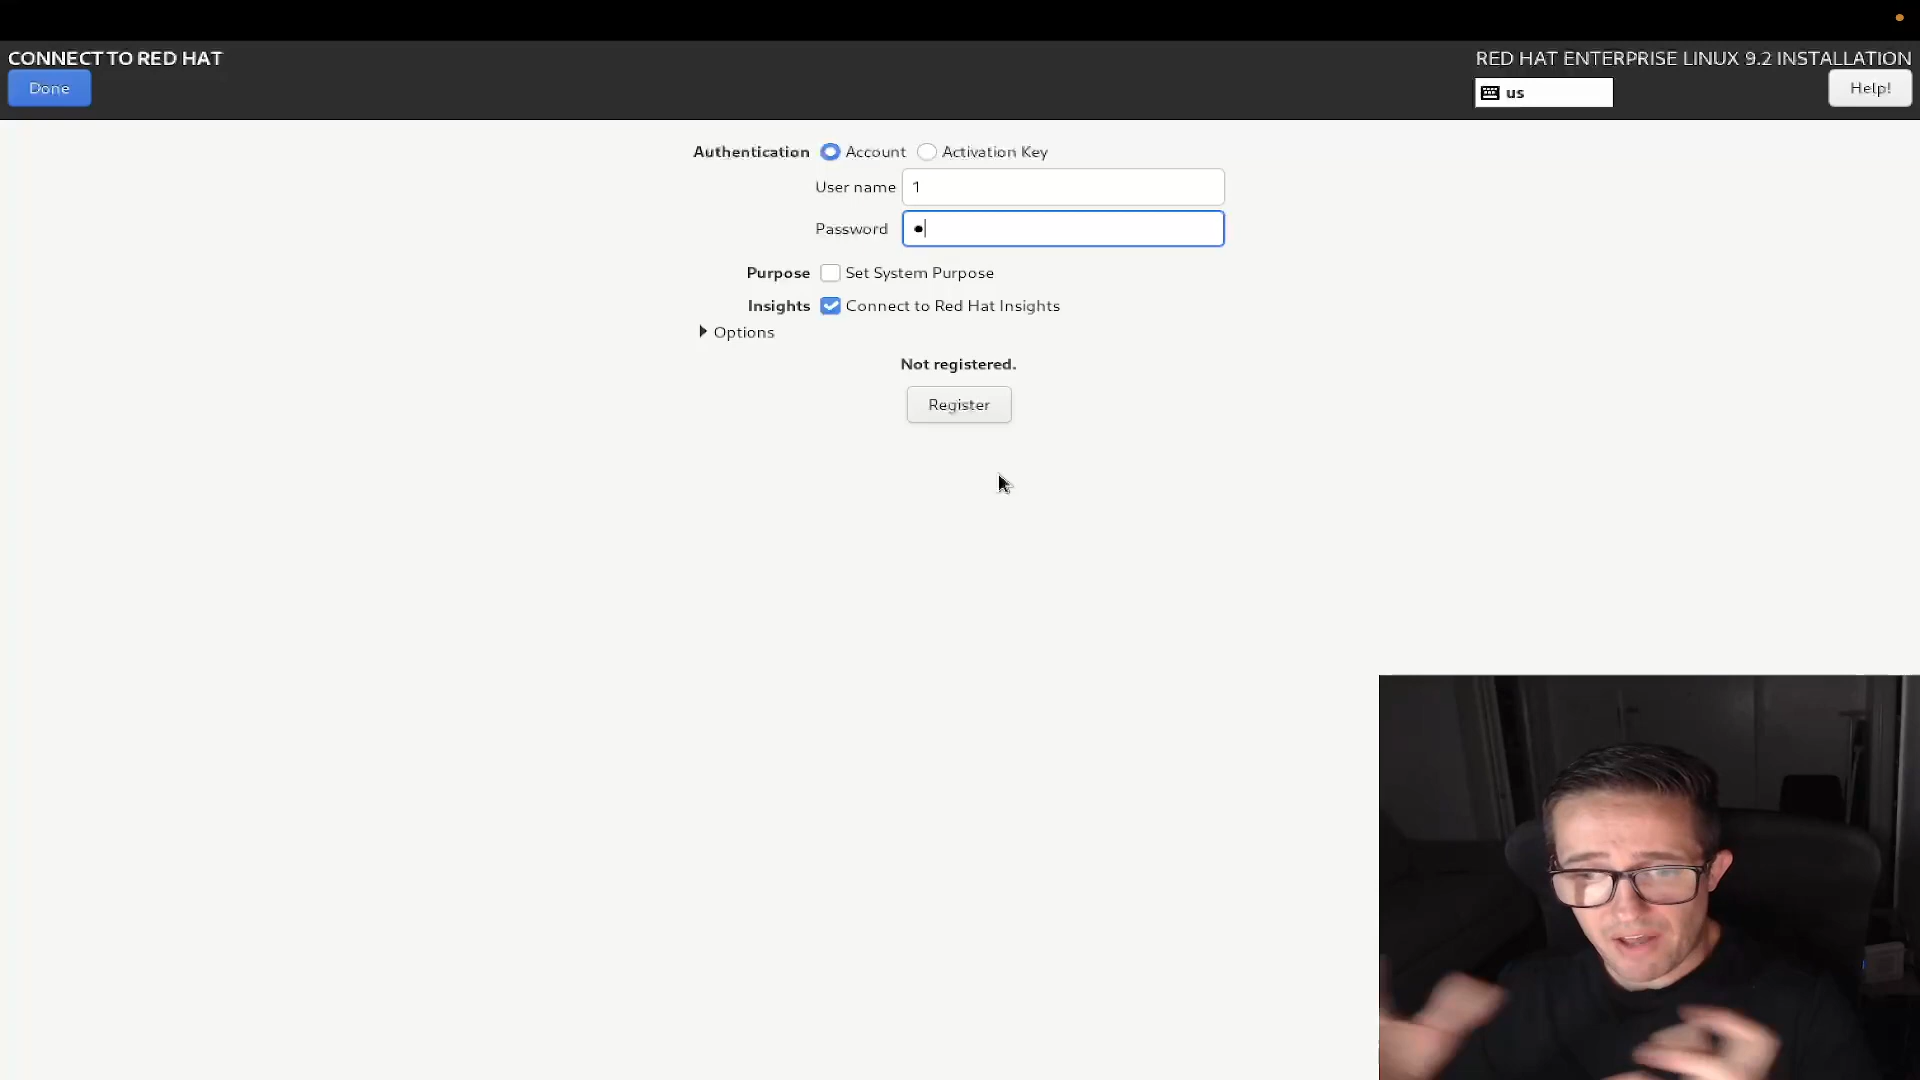 CONNECT TO RED HAT
RED HAT ENTERPRISE LINUX 9.2 INSTALLATION
Done
us
Help!
Authentication Account Activation Key
User name 1
Password ●
Purpose Set System Purpose
Insights Connect to Red Hat Insights
Options
Not registered.
Register